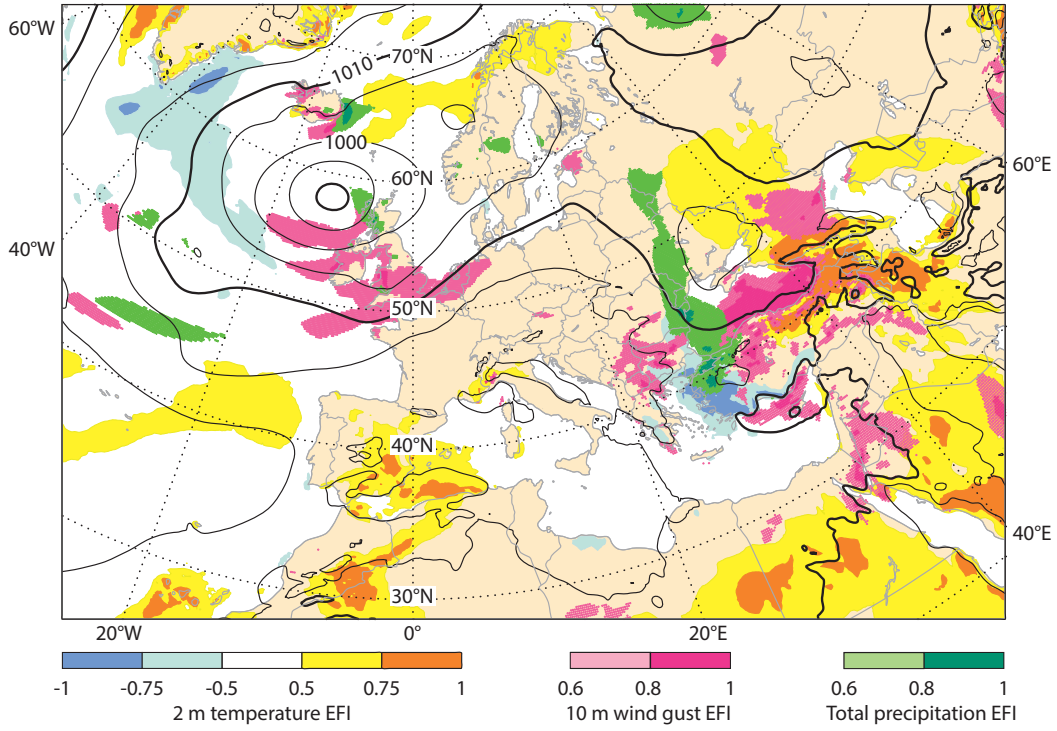 60°W
70°N
1010
1000
60°N
60°E
40°W
50°N
40°N
40°E
30°N
20°W 0° 20°E
-1 -0.75 -0.5 0.5 0.75 1 0.6 0.8 1 0.6 0.8 1
2 m temperature EFI 10 m wind gust EFI Total precipitation EFI